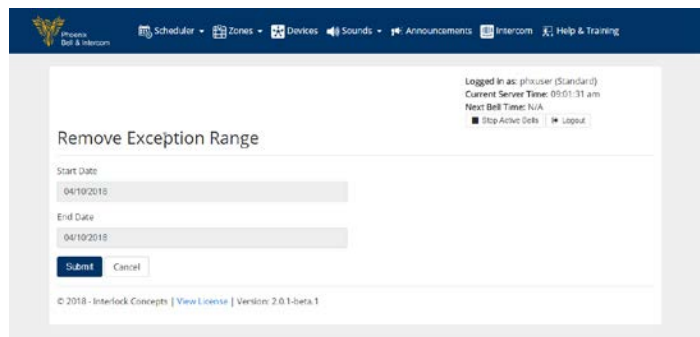 Phoenix
Bell & Intercom
Scheduler
Zones
Devices
Sounds
Announcements
Intercom
Help & Training
Logged in as: phxuser (Standard)
Current Server Time: 09:01:31 am
Next Bell Time: N/A
Stop Active Bells
Logout
Remove Exception Range
Start Date
04/10/2018
End Date
04/10/2018
Submit
Cancel
© 2018 - Interlock Concepts | View License | Version: 2.0.1-beta.1